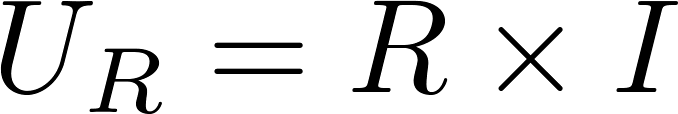 U_R = R × I